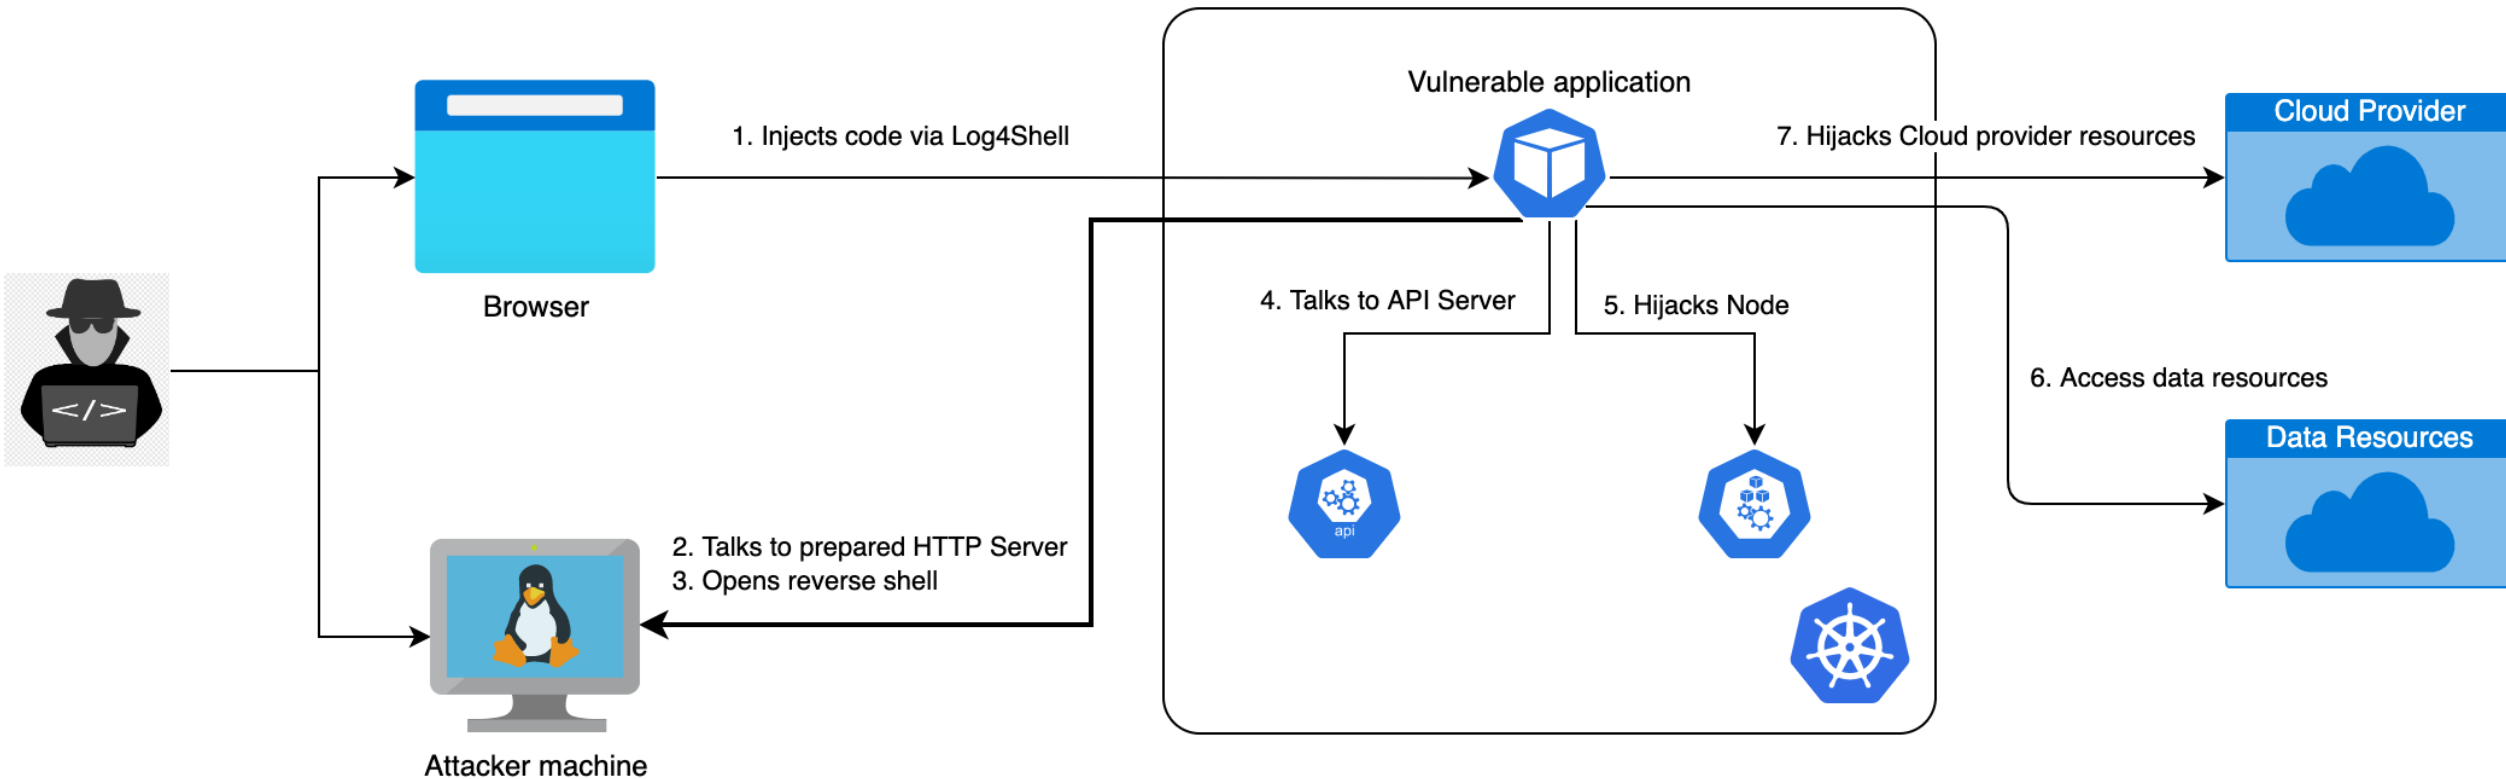 Vulnerable application
Cloud Provider
1. Injects code via Log4Shell
7. Hijacks Cloud provider resources
Browser
4. Talks to API Server
5. Hijacks Node
6. Access data resources
</>
Data Resources
api
2. Talks to prepared HTTP Server
3. Opens reverse shell
Attacker machine